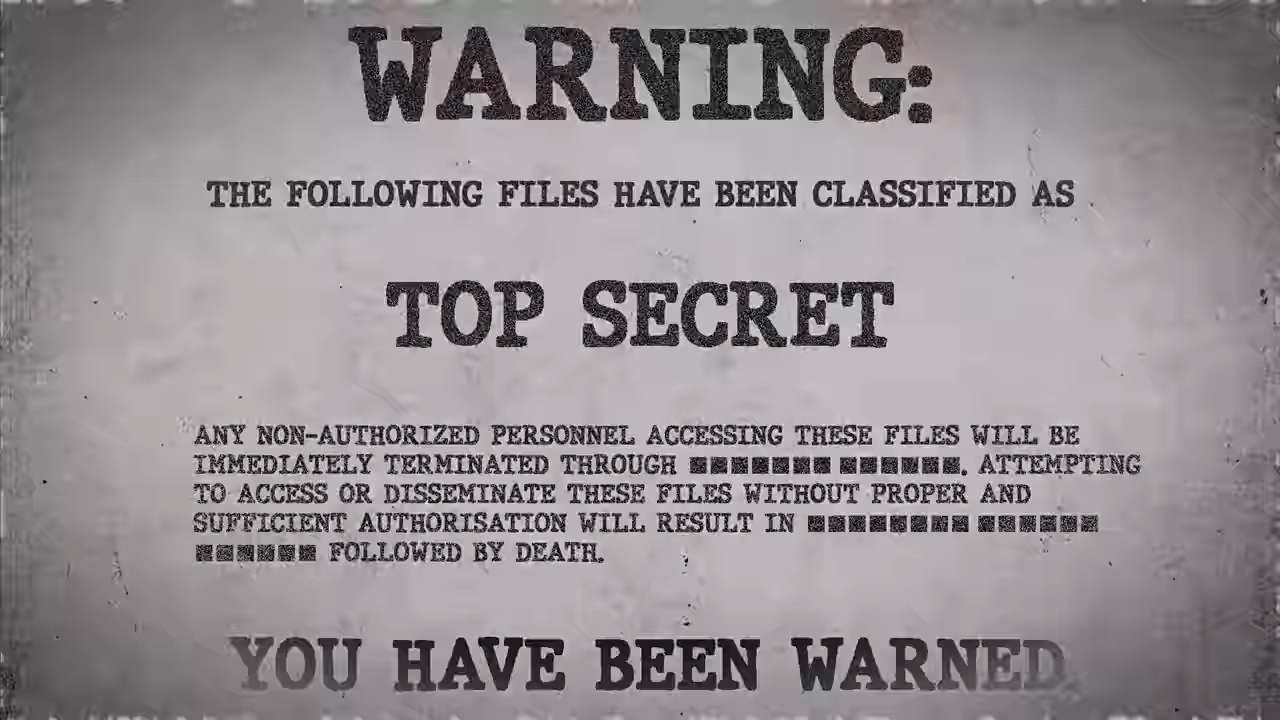 WARNING:
THE FOLLOWING FILES HAVE BEEN CLASSIFIED AS
TOP SECRET
ANY NON-AUTHORIZED PERSONNEL ACCESSING THESE FILES WILL BE
IMMEDIATELY TERMINATED THROUGH ■■■■■■■ ■■■■■■. ATTEMPTING
TO ACCESS OR DISSEMINATE THESE FILES WITHOUT PROPER AND
SUFFICIENT AUTHORISATION WILL RESULT IN ■■■■■■■■ ■■■■■■
■■■■■■ FOLLOWED BY DEATH.
YOU HAVE BEEN WARNED.